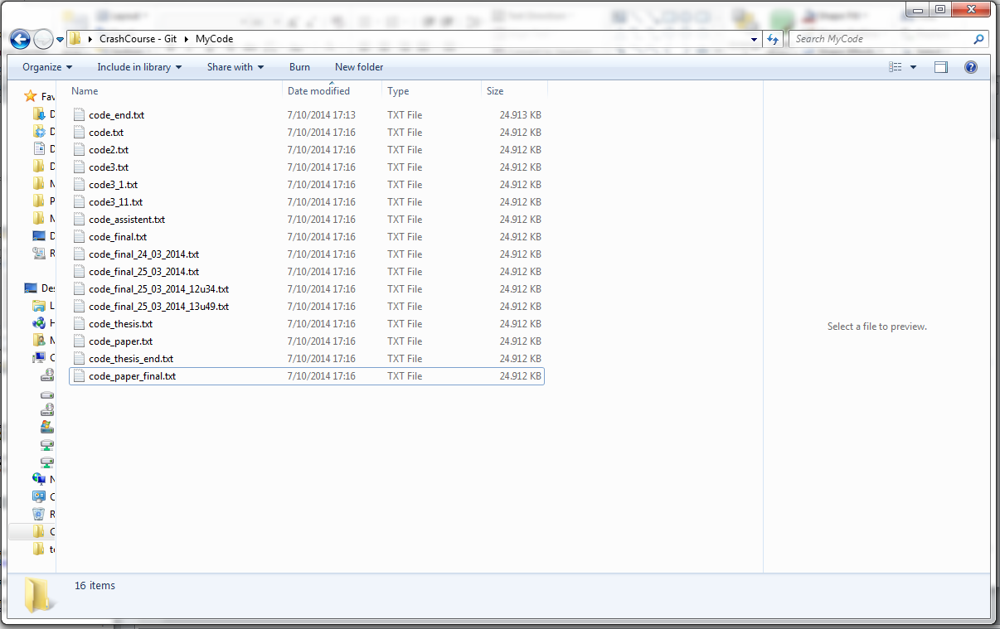 CrashCourse - Git MyCode Search MyCode
Organize Include in library Share with Burn New folder
Name Date modified Type Size
code_end.txt 7/10/2014 17:13 TXT File 24.913 KB
code.txt 7/10/2014 17:16 TXT File 24.912 KB
code2.txt 7/10/2014 17:16 TXT File 24.912 KB
code3.txt 7/10/2014 17:16 TXT File 24.912 KB
code3_1.txt 7/10/2014 17:16 TXT File 24.912 KB
code3_11.txt 7/10/2014 17:16 TXT File 24.912 KB
code_assistent.txt 7/10/2014 17:16 TXT File 24.912 KB
code_final.txt 7/10/2014 17:16 TXT File 24.912 KB
code_final_24_03_2014.txt 7/10/2014 17:16 TXT File 24.912 KB
code_final_25_03_2014.txt 7/10/2014 17:16 TXT File 24.912 KB
code_final_25_03_2014_12u34.txt 7/10/2014 17:16 TXT File 24.912 KB
code_final_25_03_2014_13u49.txt 7/10/2014 17:16 TXT File 24.912 KB
code_thesis.txt 7/10/2014 17:16 TXT File 24.912 KB
code_paper.txt 7/10/2014 17:16 TXT File 24.912 KB
code_thesis_end.txt 7/10/2014 17:16 TXT File 24.912 KB
code_paper_final.txt 7/10/2014 17:16 TXT File 24.912 KB
Select a file to preview.
16 items